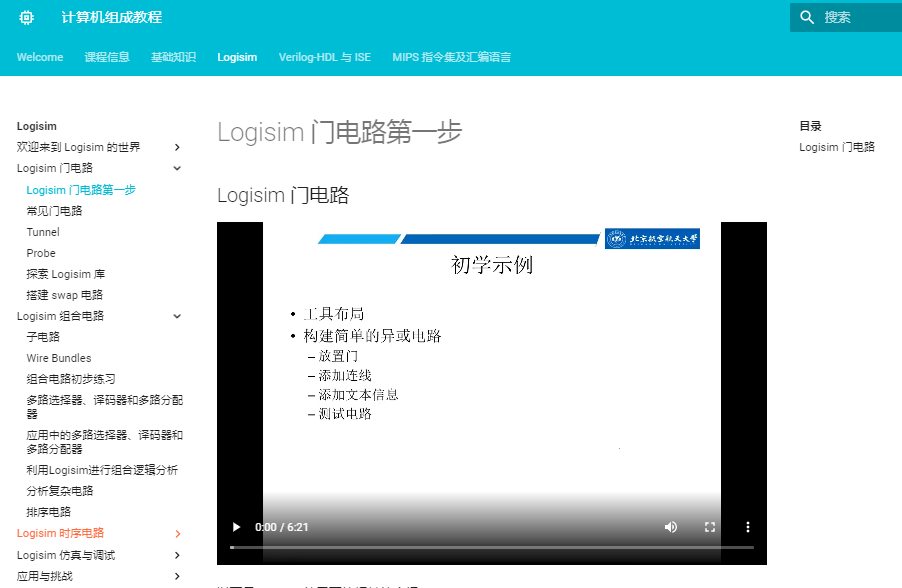 计算机组成教程
搜索
Welcome
课程信息
基础知识
Logisim
Verilog-HDL 与 ISE
MIPS 指令集及汇编语言
Logisim
欢迎来到 Logisim 的世界
Logisim 门电路
Logisim 门电路第一步
常见门电路
Tunnel
Probe
探索 Logisim 库
搭建 swap 电路
Logisim 组合电路
子电路
Wire Bundles
组合电路初步练习
多路选择器、译码器和多路分配
器
应用中的多路选择器、译码器和
多路分配器
利用Logisim进行组合逻辑分析
分析复杂电路
排序电路
Logisim 时序电路
Logisim 仿真与调试
应用与挑战
Logisim 门电路第一步
Logisim 门电路
北京航空航天大学
初学示例
• 工具布局
• 构建简单的异或电路
– 放置门
– 添加连线
– 添加文本信息
– 测试电路
0:00 / 6:21
目录
Logisim 门电路